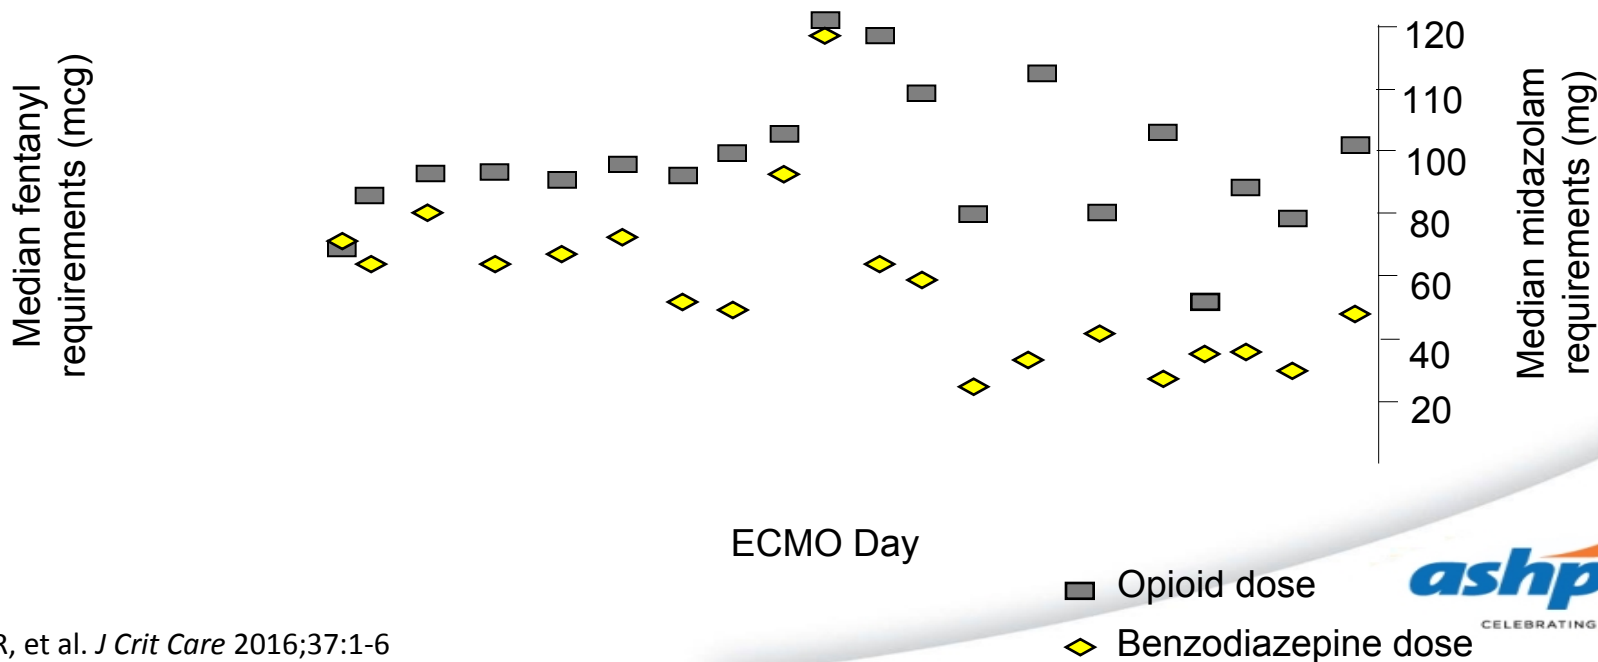 Median fentanyl
requirements (mcg)
120
110
100
80
60
40
20
Median midazolam
requirements (mg)
ECMO Day
Opioid dose
Benzodiazepine dose
ashp
CELEBRATING
R, et al. J Crit Care 2016;37:1-6